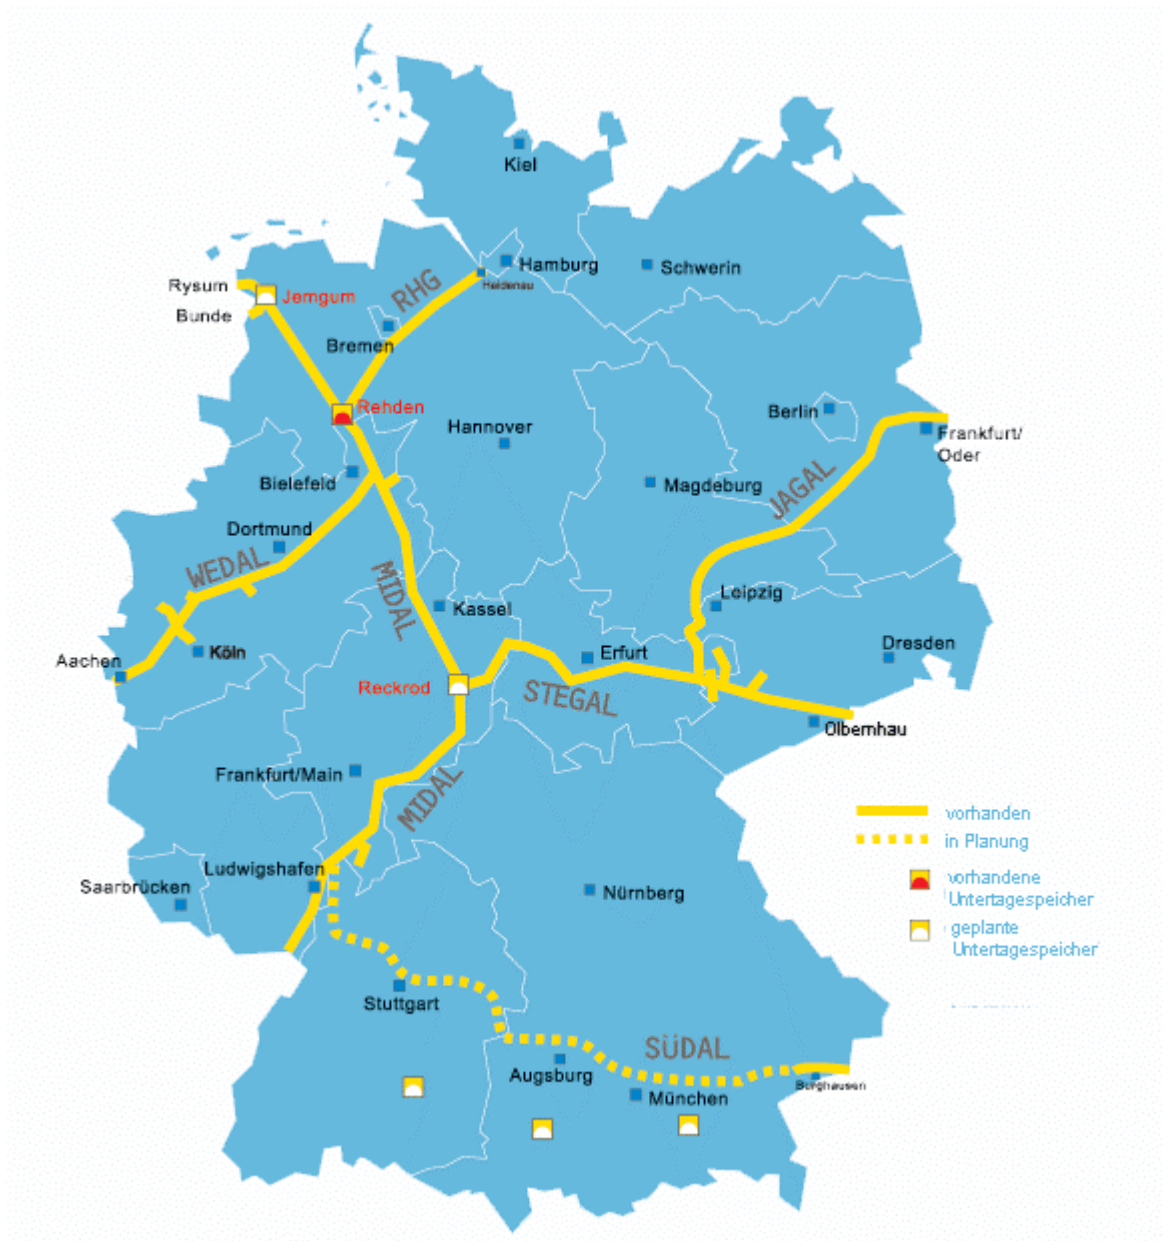 Kiel
Hamburg
Schwerin
Heidenau
Rysum
Jemgum
RHG
Bunde
Bremen
Rehden
Berlin
Hannover
Frankfurt/
Oder
Bielefeld
Magdeburg
JAGAL
Dortmund
WEDAL
MIDAL
Kassel
Leipzig
Köln
Erfurt
Dresden
Aachen
Reckrod
STEGAL
Olbernhau
Frankfurt/Main
MIDAL
vorhanden
in Planung
Ludwigshafen
vorhandene
Untertagespeicher
Saarbrücken
Nürnberg
geplante
Untertagespeicher
Stuttgart
SÜDAL
Augsburg
Burghausen
München